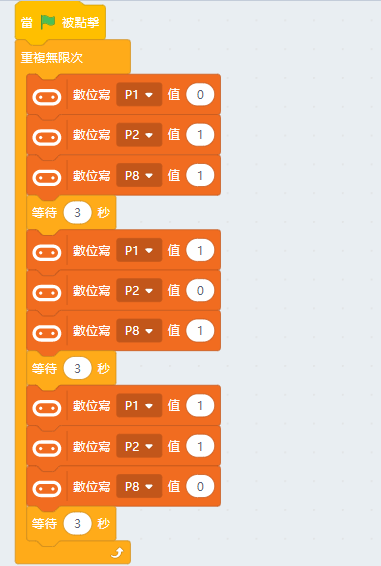 當 被點擊
重複無限次
數位寫 P1 值 0
數位寫 P2 值 1
數位寫 P8 值 1
等待 3 秒
數位寫 P1 值 1
數位寫 P2 值 0
數位寫 P8 值 1
等待 3 秒
數位寫 P1 值 1
數位寫 P2 值 1
數位寫 P8 值 0
等待 3 秒